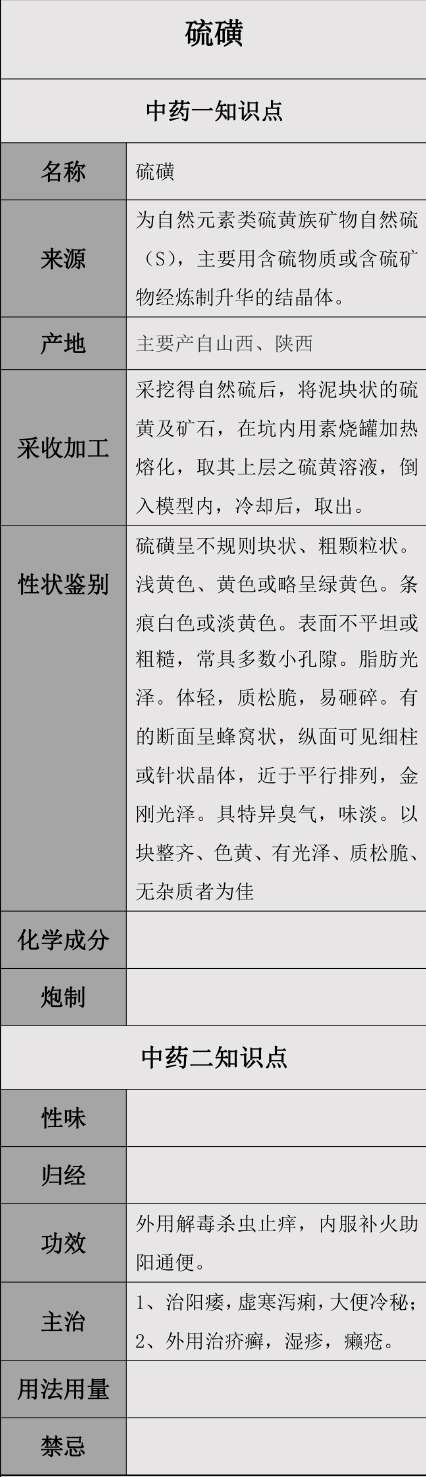 硫磺
中药一知识点
名称
硫磺
来源
为自然元素类硫黄族矿物自然硫
（S），主要用含硫物质或含硫矿
物经炼制升华的结晶体。
产地
主要产自山西、陕西
采收加工
采挖得自然硫后，将泥块状的硫
黄及矿石，在坑内用素烧罐加热
熔化，取其上层之硫黄溶液，倒
入模型内，冷却后，取出。
性状鉴别
硫磺呈不规则块状、粗颗粒状。
浅黄色、黄色或略呈绿黄色。条
痕白色或淡黄色。表面不平坦或
粗糙，常具多数小孔隙。脂肪光
泽。体轻，质松脆，易砸碎。有
的断面呈蜂窝状，纵面可见细柱
或针状晶体，近于平行排列，金
刚光泽。具特异臭气，味淡。以
块整齐、色黄、有光泽、质松脆、
无杂质者为佳
化学成分
炮制
中药二知识点
性味
归经
功效
外用解毒杀虫止痒，内服补火助
阳通便。
主治
1、治阳痿，虚寒泻痢，大便冷秘；
2、外用治疥癣，湿疹，癞疮。
用法用量
禁忌